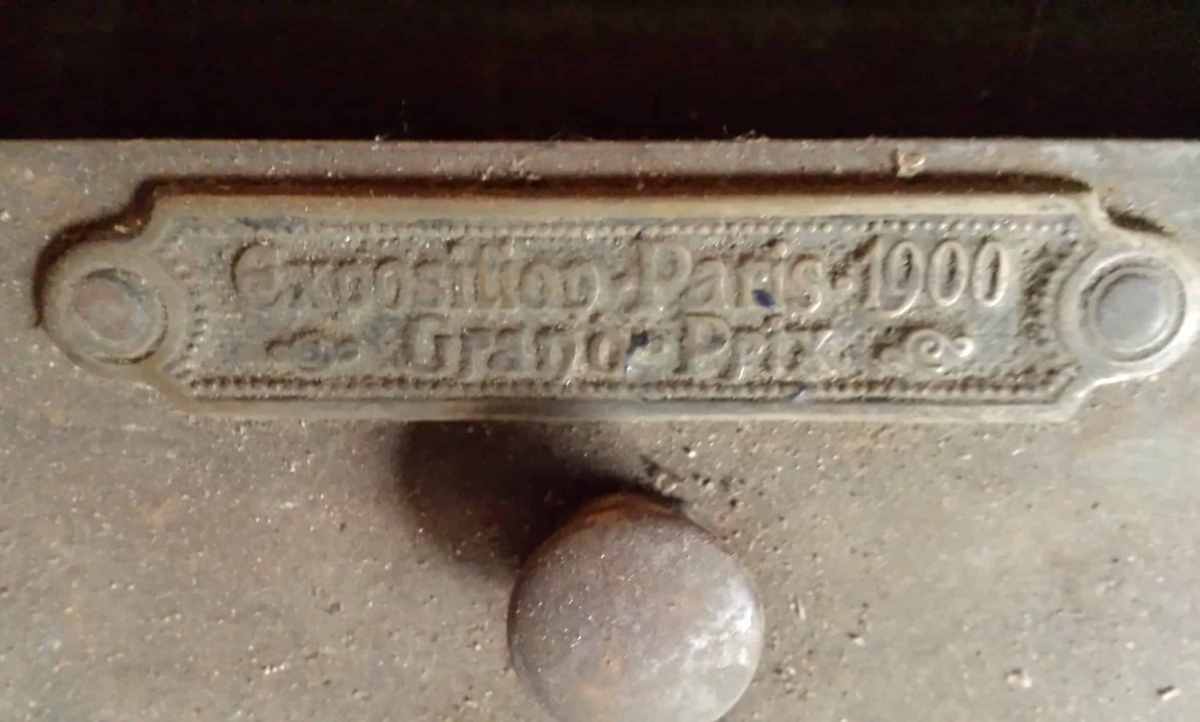 Exposition Paris 1900
Grand Prix